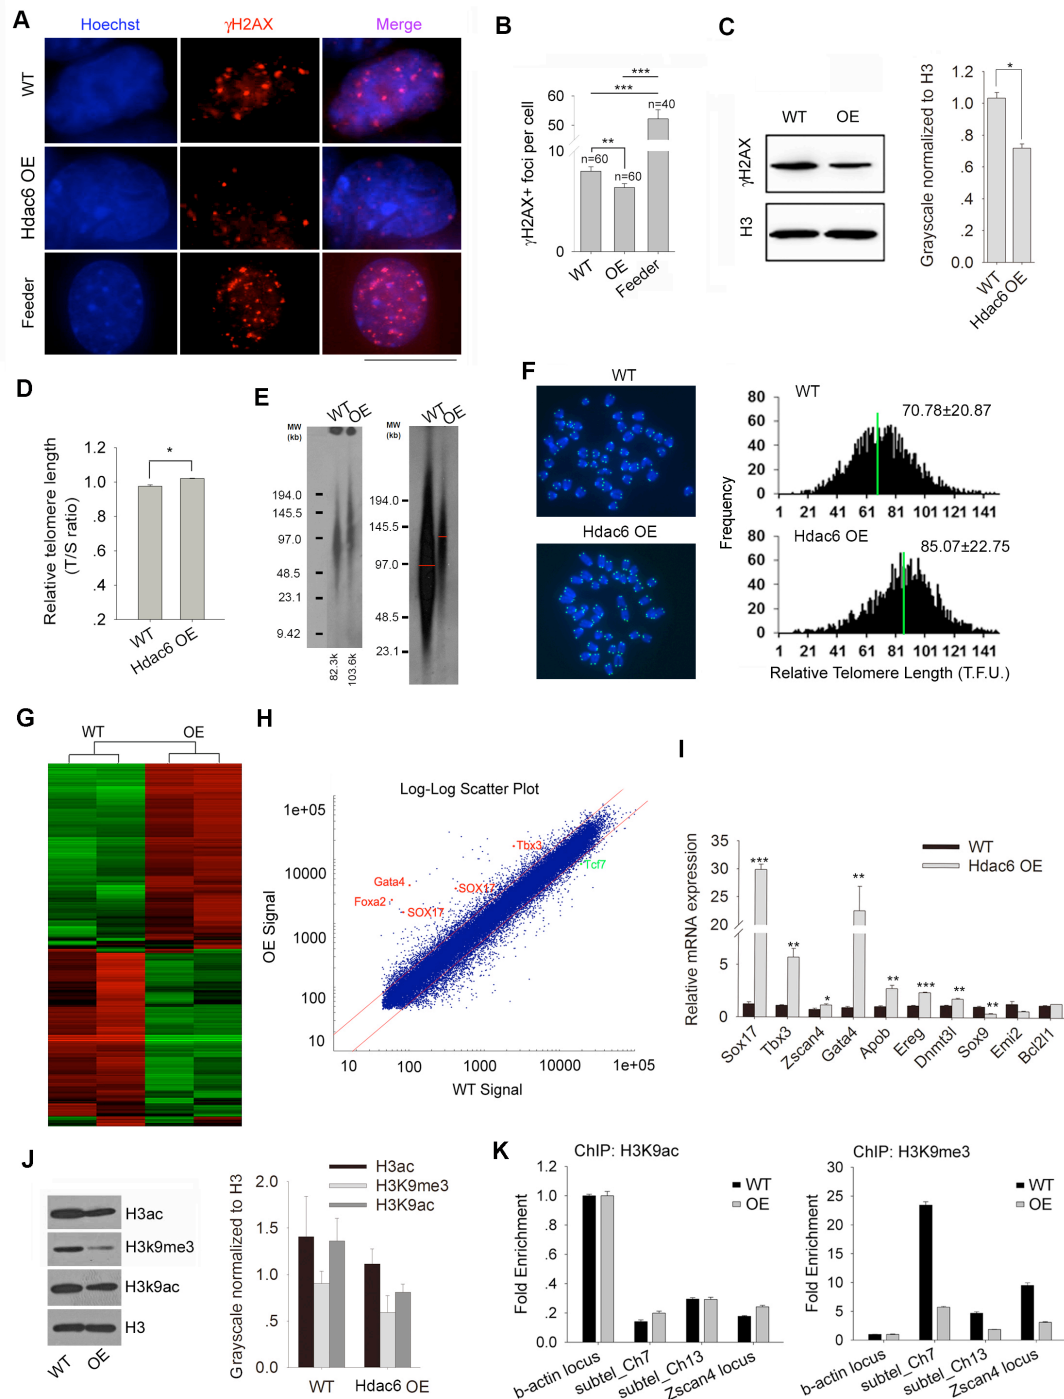 A
Hoechst
γH2AX
Merge
WT
Hdac6 OE
Feeder
B
γH2AX+ foci per cell
60
50
10
0
***
***
**
n=60
n=60
n=40
WT
OE
Feeder
C
WT
OE
γH2AX
H3
Grayscale normalized to H3
1.2
1.0
.8
.6
.4
.2
0.0
*
WT
Hdac6 OE
D
Relative telomere length
(T/S ratio)
1.2
1.0
.8
.6
.4
.2
*
WT
Hdac6 OE
E
WT
OE
MW
(kb)
194.0
145.5
97.0
48.5
23.1
9.42
82.3k
103.6k
WT
OE
MW
(kb)
194.0
145.5
97.0
48.5
23.1
F
WT
Hdac6 OE
Frequency
WT
70.78±20.87
80
60
40
20
0
1 21 41 61 81 101 121 141
Hdac6 OE
85.07±22.75
80
60
40
20
0
1 21 41 61 81 101 121 141
Relative Telomere Length (T.F.U.)
G
WT
OE
H
Log-Log Scatter Plot
OE Signal
1e+05
10000
1000
100
10
Tbx3
Tcf7
Gata4
SOX17
Foxa2
SOX17
10 100 1000 10000 1e+05
WT Signal
I
Relative mRNA expression
35
30
25
20
5
0
WT
Hdac6 OE
***
**
*
**
**
***
**
**
Sox17
Tbx3
Zscan4
Gata4
Apob
Ereg
Dnmt3l
Sox9
Emi2
Bcl2l1
J
H3ac
H3k9me3
H3k9ac
H3
WT
OE
Grayscale normalized to H3
2.0
1.5
1.0
.5
0.0
H3ac
H3K9me3
H3K9ac
WT
Hdac6 OE
K
ChIP: H3K9ac
Fold Enrichment
1.2
1.0
.8
.6
.4
.2
0.0
WT
OE
b-actin locus
subtel_Ch7
subtel_Ch13
Zscan4 locus
ChIP: H3K9me3
Fold Enrichment
30
25
20
15
10
5
0
WT
OE
b-actin locus
subtel_Ch7
subtel_Ch13
Zscan4 locus